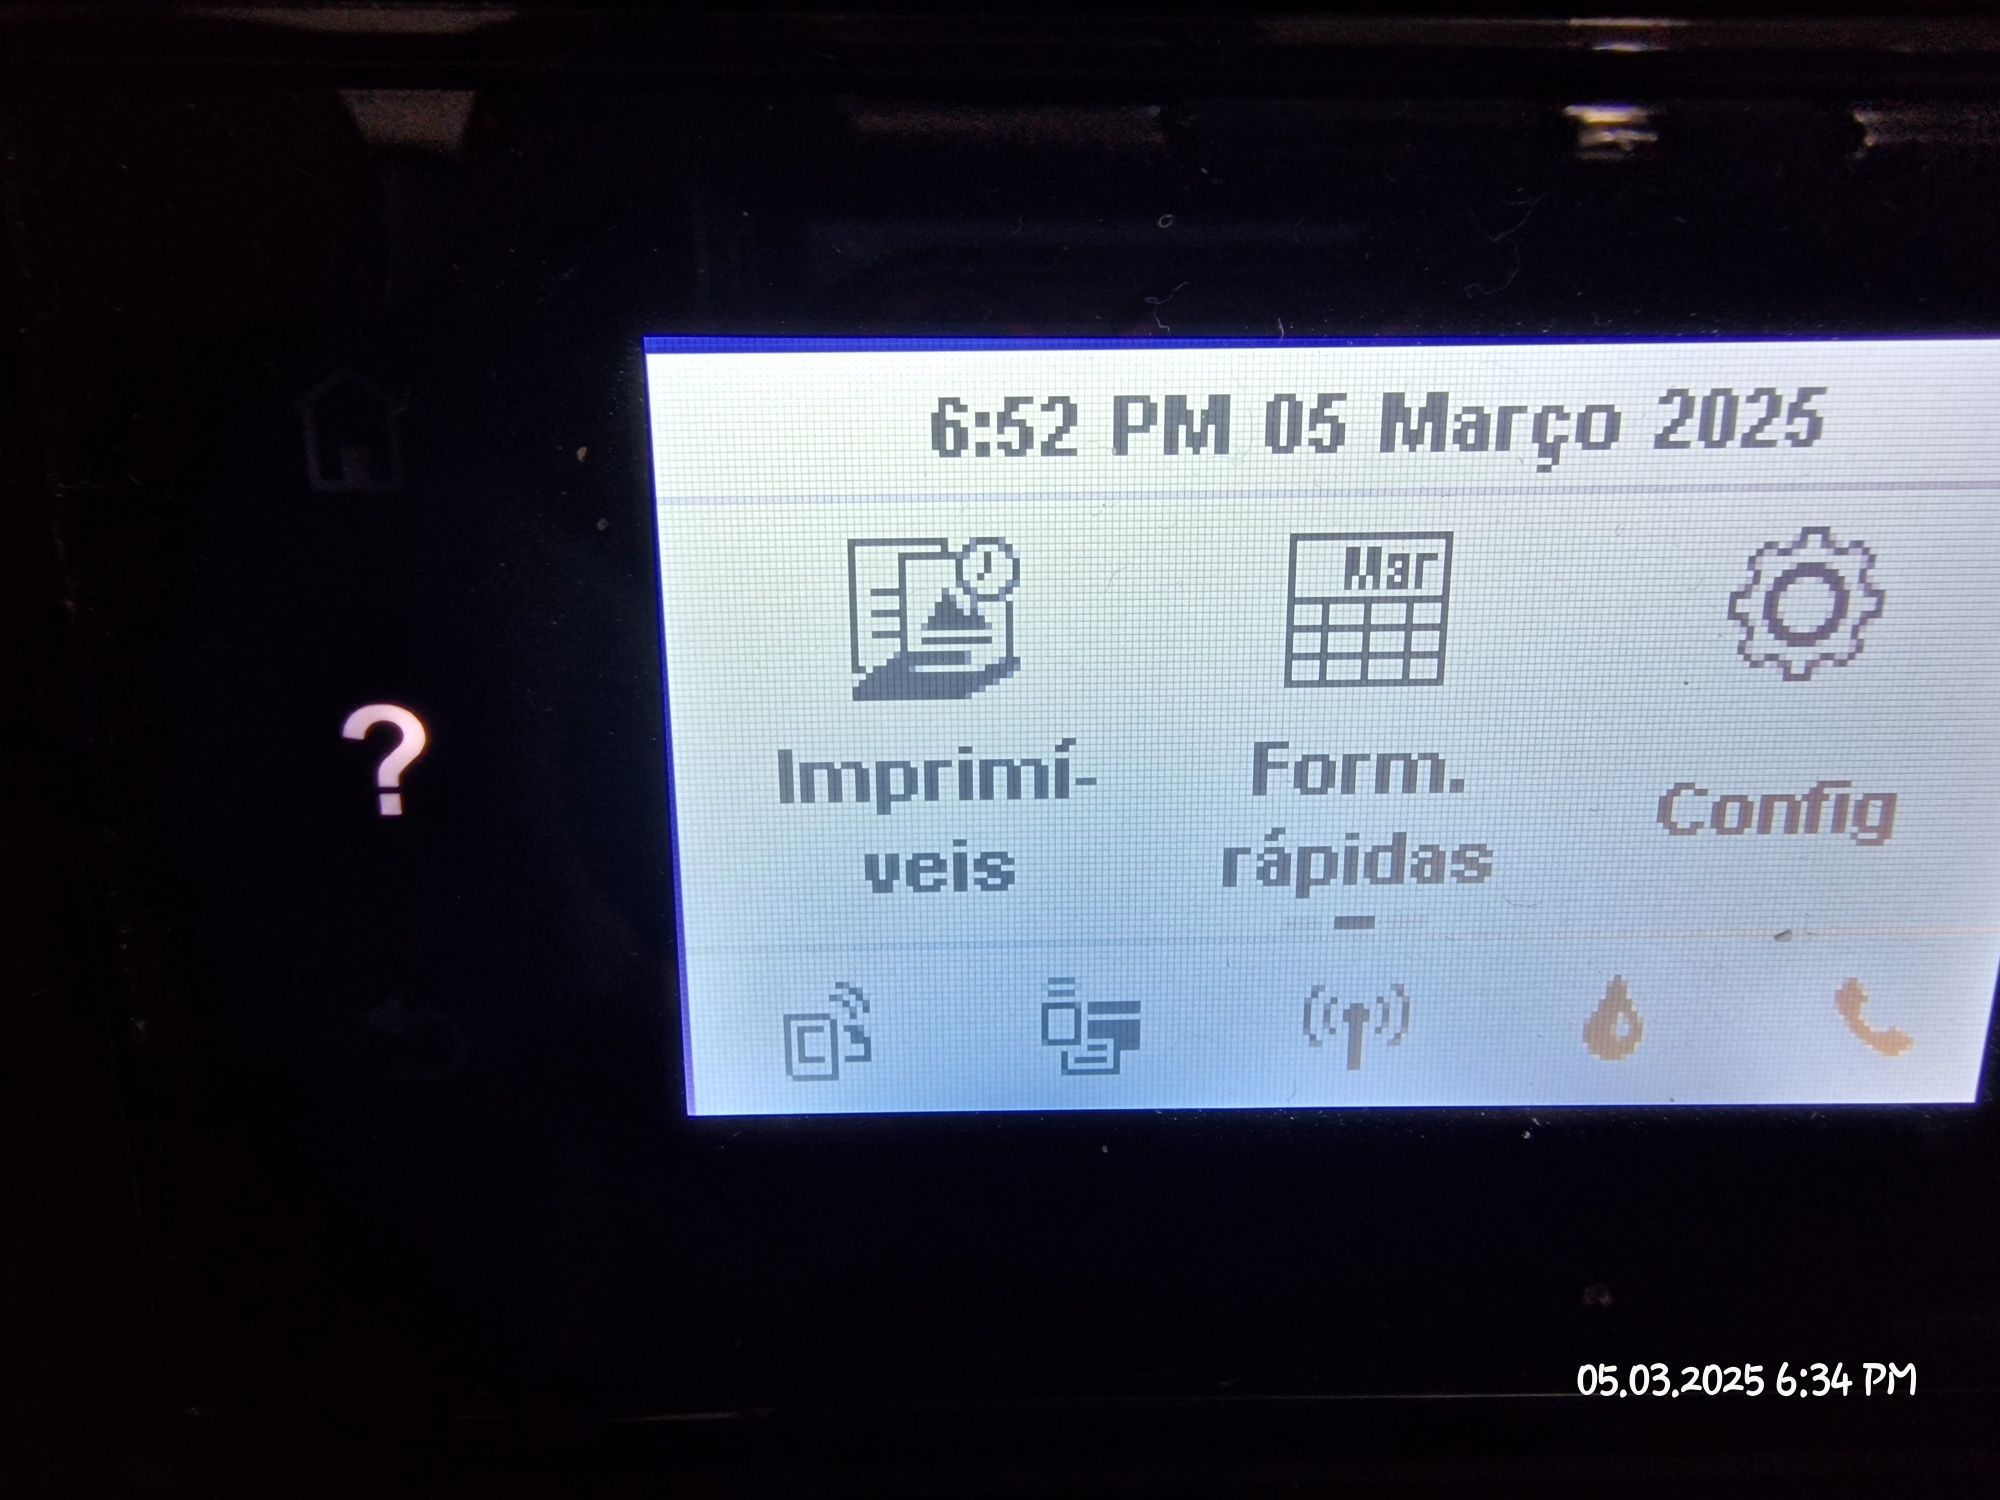 6:52 PM 05 Março 2025
Mar
Imprimí-
veis
Form.
rápidas
Config
?
05.03.2025 6:34 PM